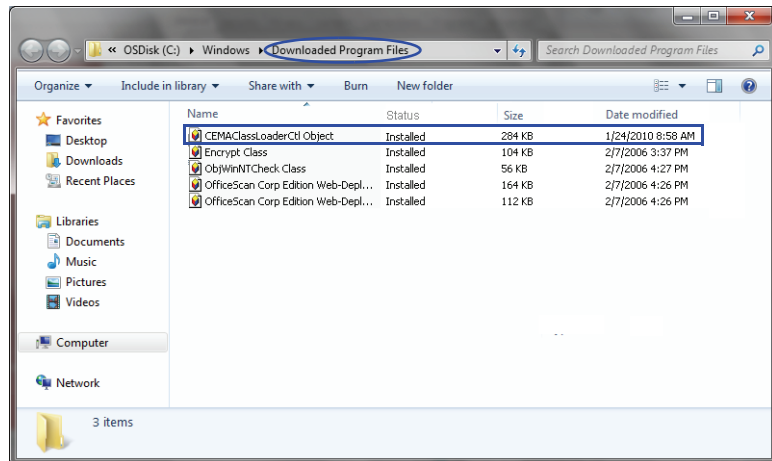 « OSDisk (C:) Windows Downloaded Program Files Search Downloaded Program Files
Organize Include in library Share with Burn New folder
Favorites
Desktop
Downloads
Recent Places
Libraries
Documents
Music
Pictures
Videos
Computer
Network
Name Status Size Date modified
CEMAClassLoaderCtl Object Installed 284 KB 1/24/2010 8:58 AM
Encrypt Class Installed 104 KB 2/7/2006 3:37 PM
ObjWinNTCheck Class Installed 56 KB 2/7/2006 4:27 PM
OfficeScan Corp Edition Web-Depl... Installed 164 KB 2/7/2006 4:26 PM
OfficeScan Corp Edition Web-Depl... Installed 112 KB 2/7/2006 4:26 PM
3 items